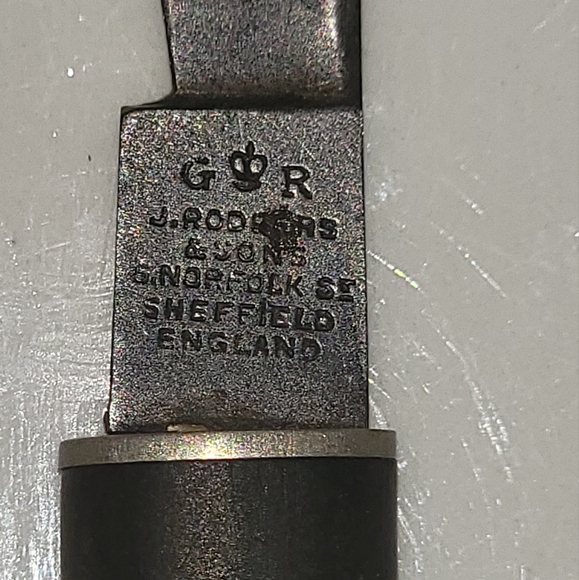 G R
J. RODGERS
& SONS
6. NORFOLK ST
SHEFFIELD
ENGLAND